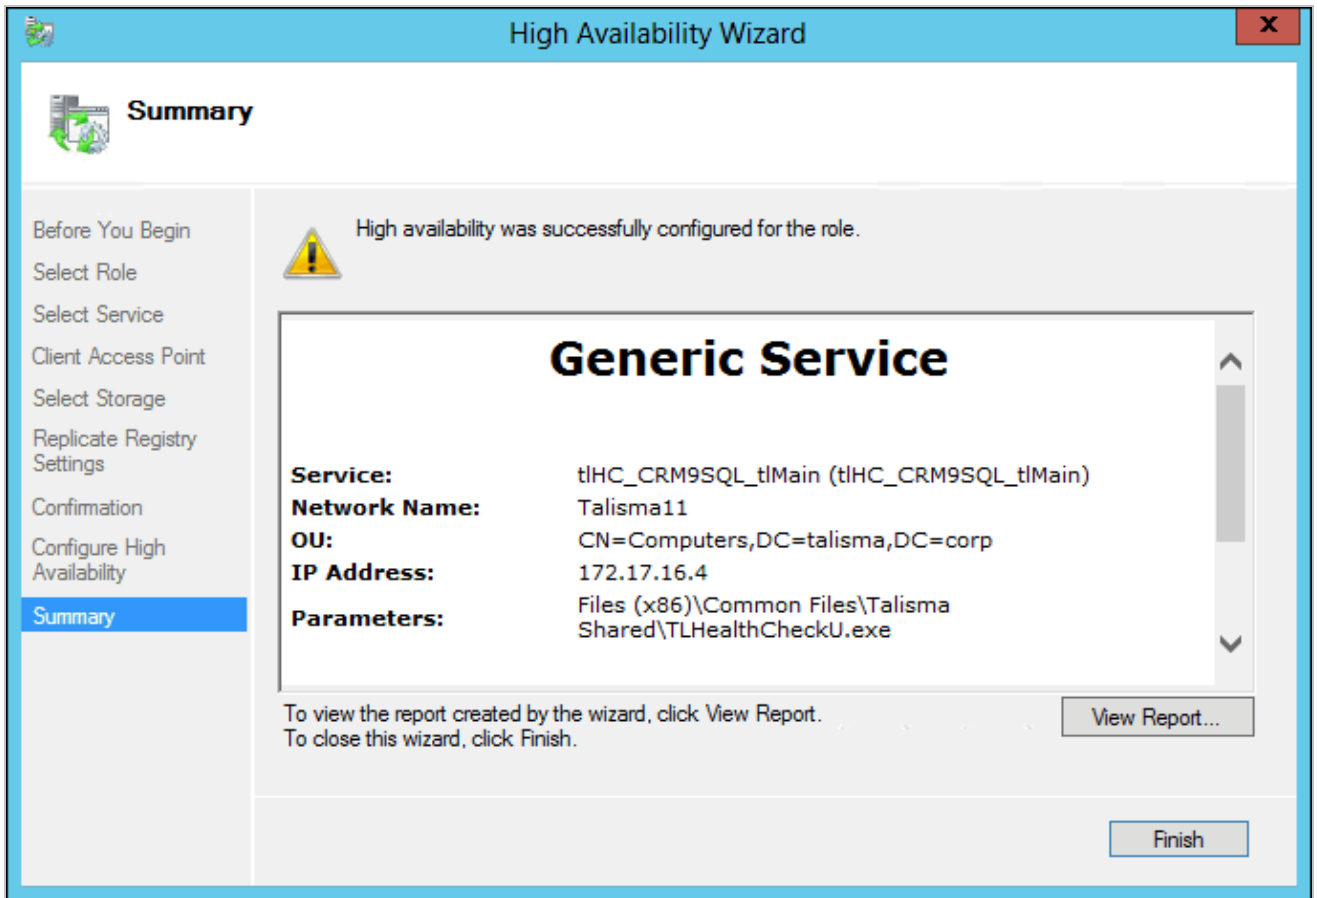 High Availability Wizard
X
Summary
Before You Begin
Select Role
Select Service
Client Access Point
Select Storage
Replicate Registry
Settings
Confirmation
Configure High
Availability
Summary
High availability was successfully configured for the role.
Generic Service
Service: tlHC_CRM9SQL_tlMain (tlHC_CRM9SQL_tlMain)
Network Name: Talisma11
OU: CN=Computers,DC=talisma,DC=corp
IP Address: 172.17.16.4
Parameters: Files (x86)\Common Files\Talisma
Shared\TLHealthCheckU.exe
To view the report created by the wizard, click View Report.
To close this wizard, click Finish.
View Report...
Finish